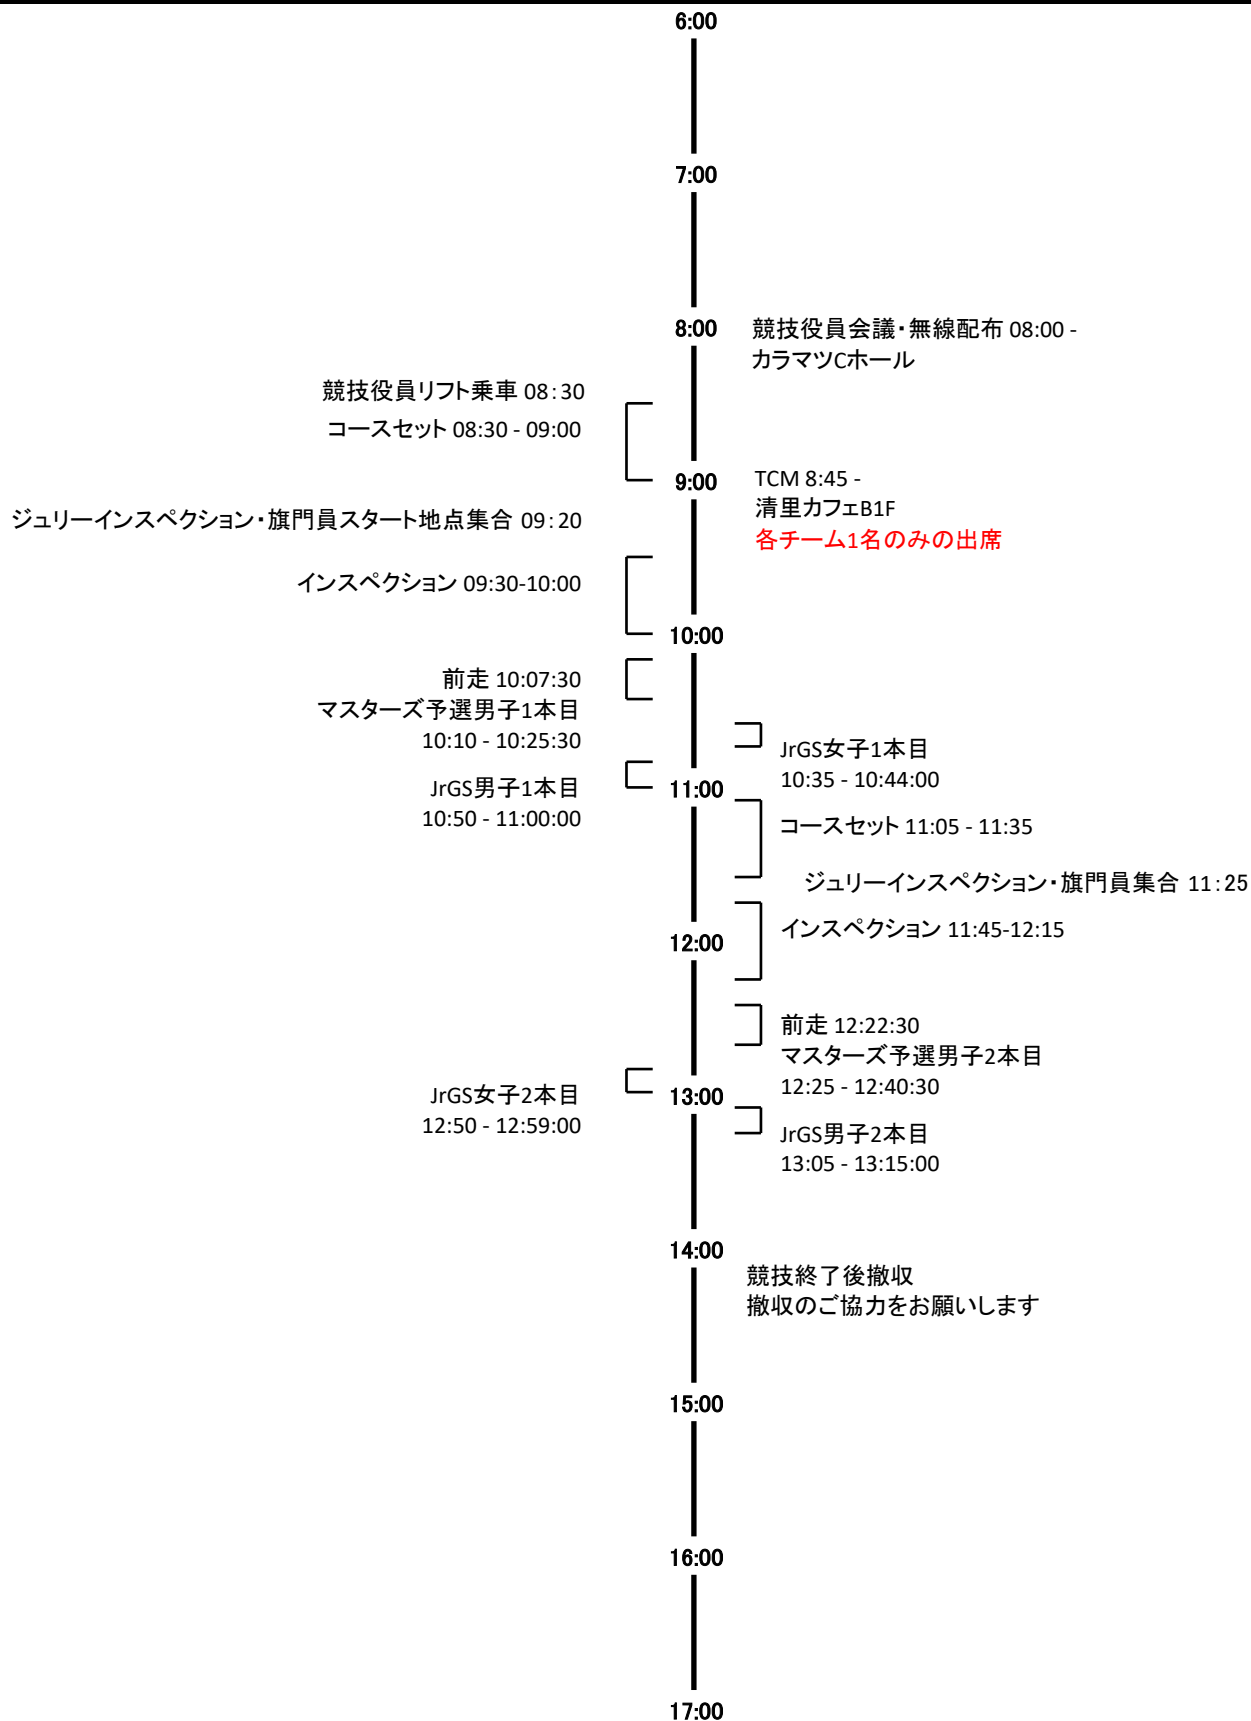 6:00
7:00
8:00
競技役員会議・無線配布 08:00 -
カラマツCホール
競技役員リフト乗車 08:30
コースセット 08:30 - 09:00
9:00
TCM 8:45 -
清里カフェB1F
各チーム1名のみの出席
ジュリーインスペクション・旗門員スタート地点集合 09:20
インスペクション 09:30-10:00
10:00
前走 10:07:30
マスターズ予選男子1本目
10:10 - 10:25:30
JrGS女子1本目
10:35 - 10:44:00
JrGS男子1本目
10:50 - 11:00:00
11:00
コースセット 11:05 - 11:35
ジュリーインスペクション・旗門員集合 11:25
インスペクション 11:45-12:15
12:00
前走 12:22:30
マスターズ予選男子2本目
12:25 - 12:40:30
JrGS女子2本目
12:50 - 12:59:00
13:00
JrGS男子2本目
13:05 - 13:15:00
14:00
競技終了後撤収
撤収のご協力をお願いします
15:00
16:00
17:00